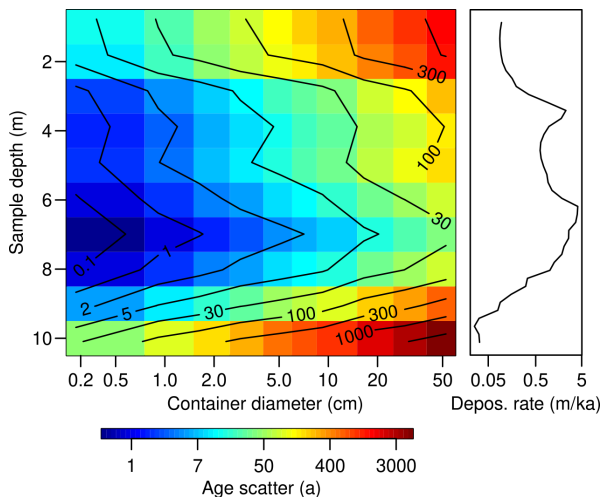 Sample depth (m)
2
4
6
8
10
300
100
30
0.1
1
2
5
30
100
300
1000
0.2 0.5 1.0 2.0 5.0 10 20 50
0.05 0.5 5
Container diameter (cm)
Depos. rate (m/ka)
1 7 50 400 3000
Age scatter (a)